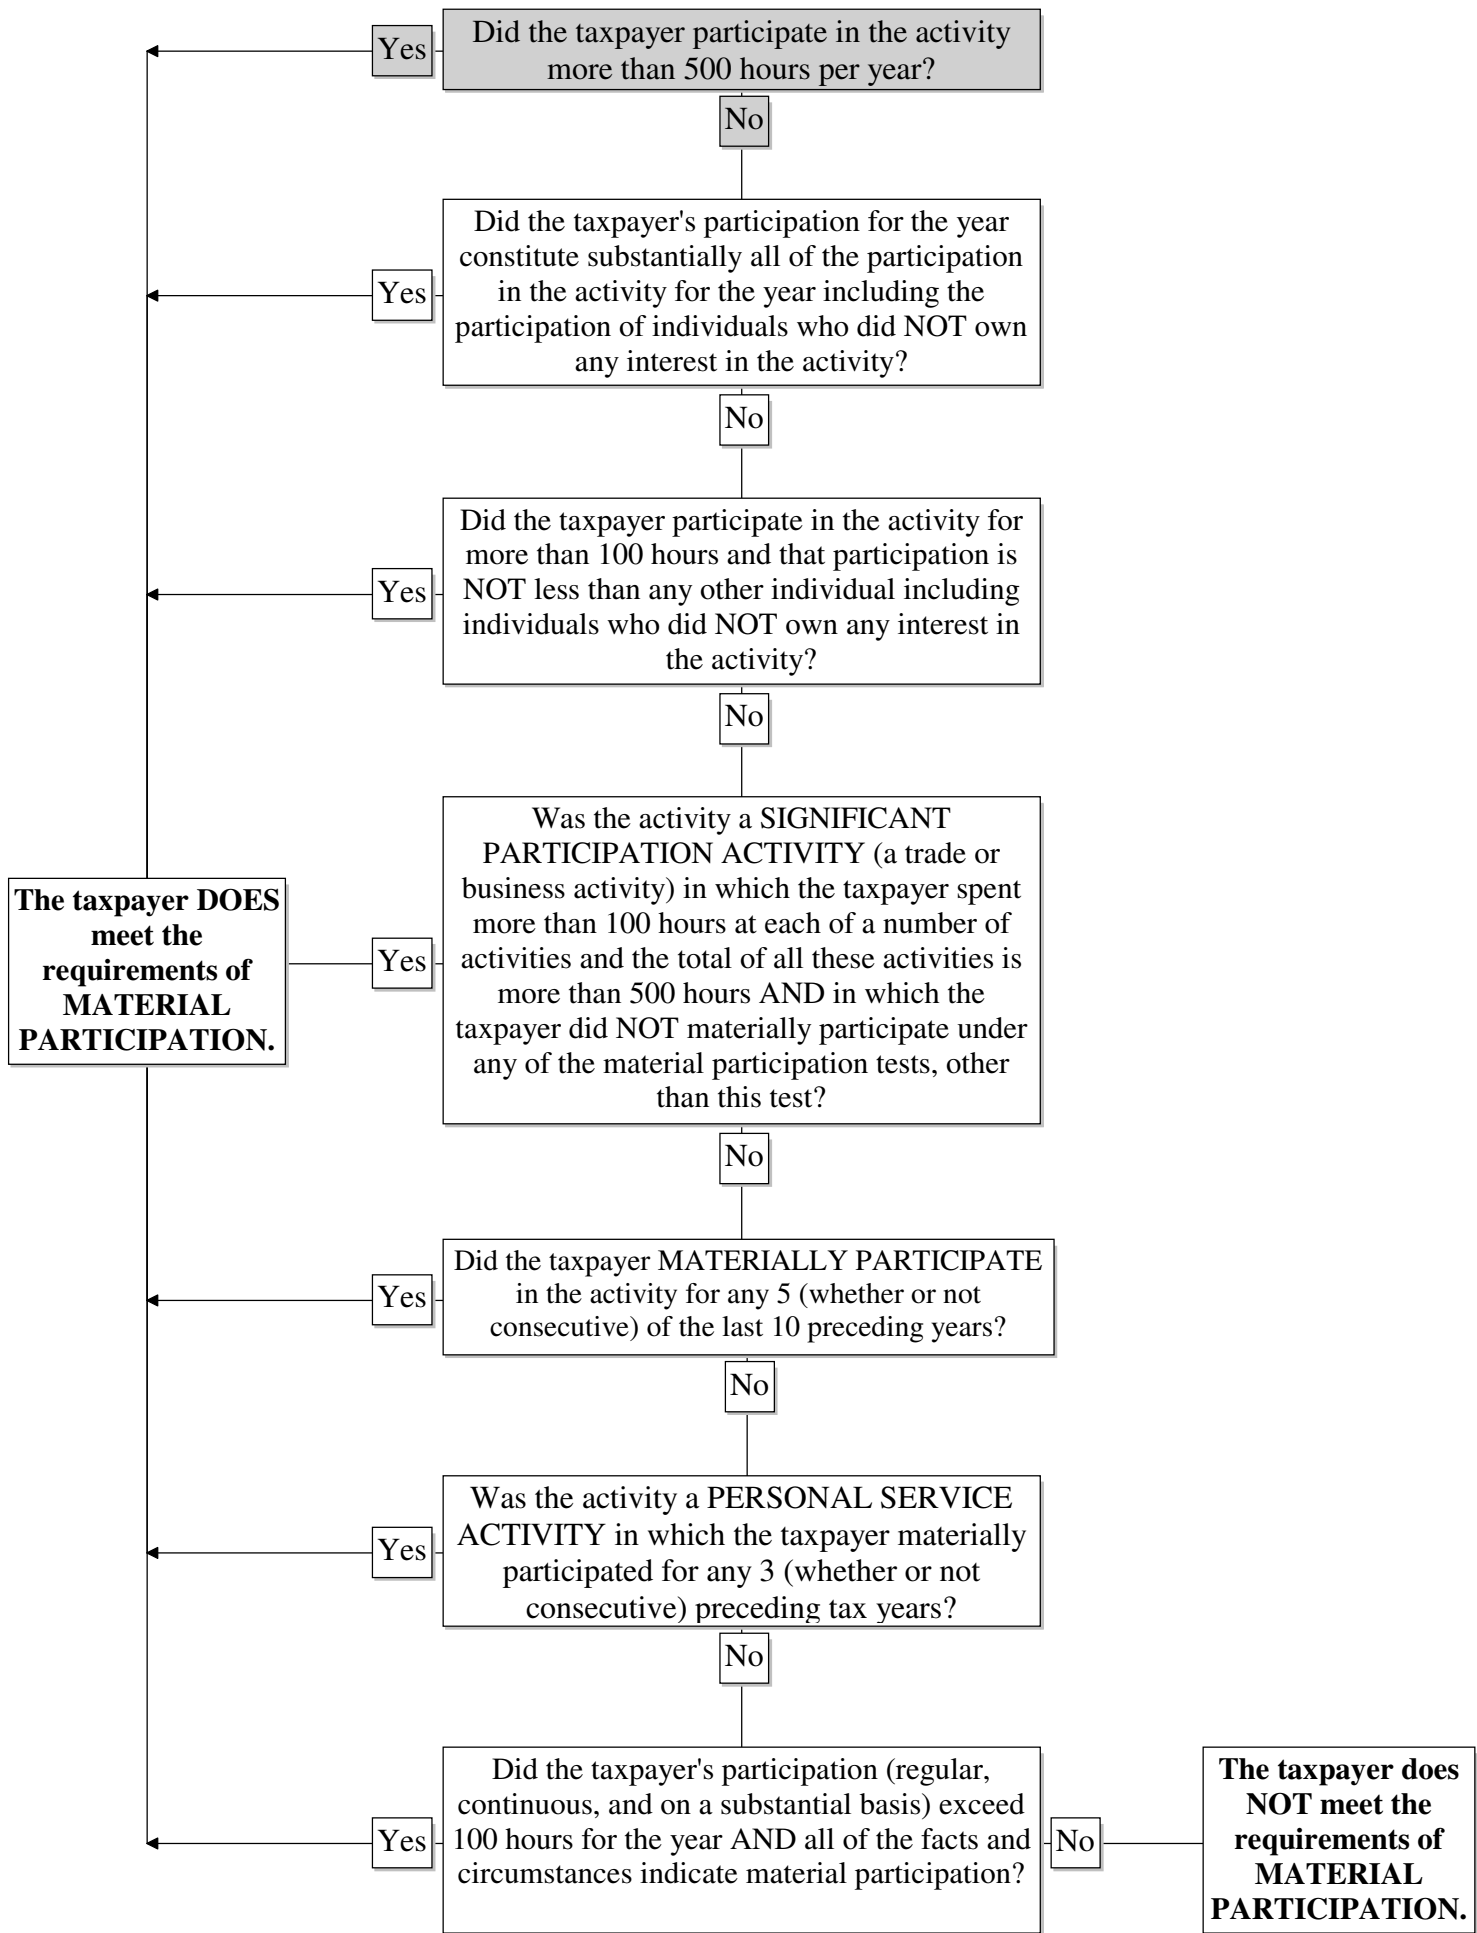 Did the taxpayer participate in the activity
more than 500 hours per year?
Yes
No
Did the taxpayer's participation for the year
constitute substantially all of the participation
in the activity for the year including the
participation of individuals who did NOT own
any interest in the activity?
Yes
No
Did the taxpayer participate in the activity for
more than 100 hours and that participation is
NOT less than any other individual including
individuals who did NOT own any interest in
the activity?
Yes
No
Was the activity a SIGNIFICANT
PARTICIPATION ACTIVITY (a trade or
business activity) in which the taxpayer spent
more than 100 hours at each of a number of
activities and the total of all these activities is
more than 500 hours AND in which the
taxpayer did NOT materially participate under
any of the material participation tests, other
than this test?
Yes
The taxpayer DOES
meet the
requirements of
MATERIAL
PARTICIPATION.
No
Did the taxpayer MATERIALLY PARTICIPATE
in the activity for any 5 (whether or not
consecutive) of the last 10 preceding years?
Yes
No
Was the activity a PERSONAL SERVICE
ACTIVITY in which the taxpayer materially
participated for any 3 (whether or not
consecutive) preceding tax years?
Yes
No
Did the taxpayer's participation (regular,
continuous, and on a substantial basis) exceed
100 hours for the year AND all of the facts and
circumstances indicate material participation?
Yes
No
The taxpayer does
NOT meet the
requirements of
MATERIAL
PARTICIPATION.